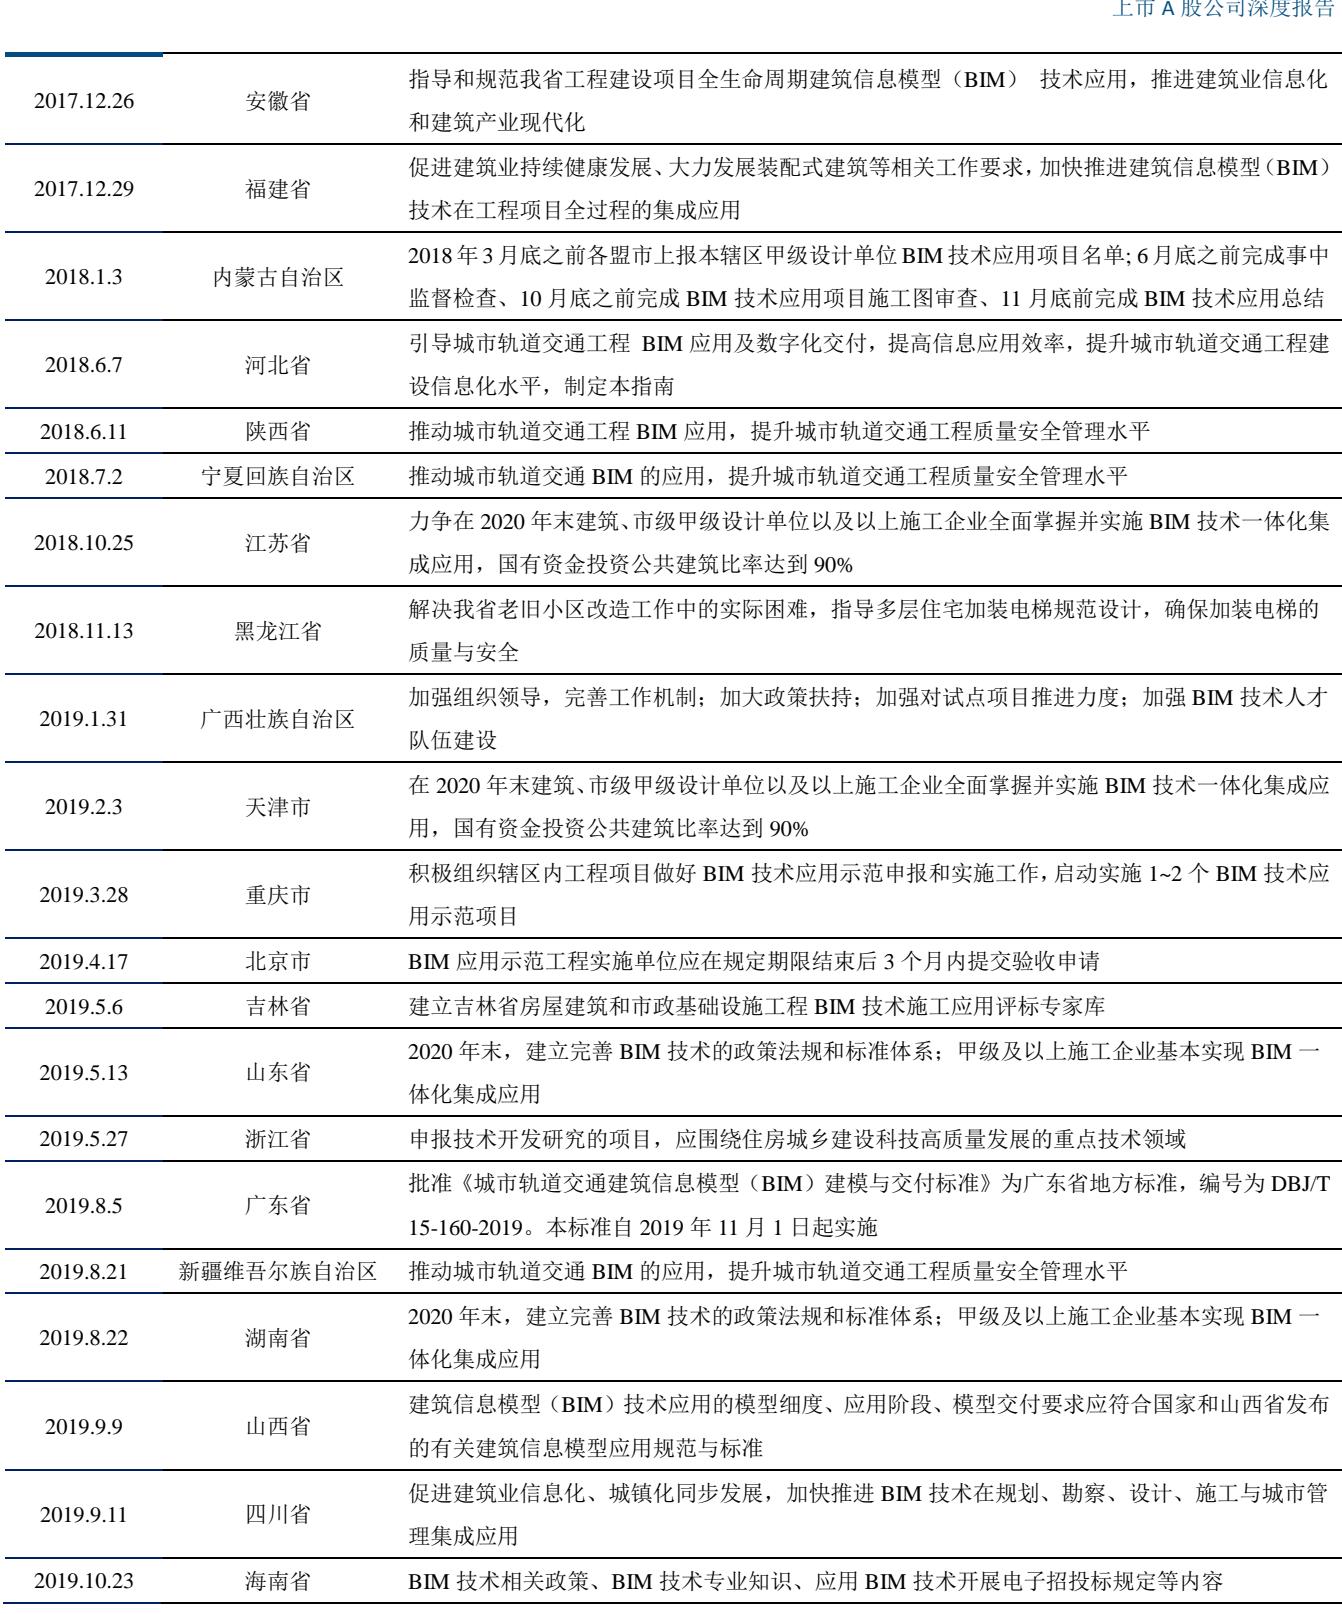 上市 A 股公司深度报告
2017.12.26 安徽省 指导和规范我省工程建设项目全生命周期建筑信息模型（BIM） 技术应用，推进建筑业信息化
和建筑产业现代化
2017.12.29 福建省 促进建筑业持续健康发展、大力发展装配式建筑等相关工作要求，加快推进建筑信息模型（BIM）
技术在工程项目全过程的集成应用
2018.1.3 内蒙古自治区 2018 年 3 月底之前各盟市上报本辖区甲级设计单位 BIM 技术应用项目名单; 6 月底之前完成事中
监督检查、10 月底之前完成 BIM 技术应用项目施工图审查、11 月底前完成 BIM 技术应用总结
2018.6.7 河北省 引导城市轨道交通工程 BIM 应用及数字化交付，提高信息应用效率，提升城市轨道交通工程建
设信息化水平，制定本指南
2018.6.11 陕西省 推动城市轨道交通工程 BIM 应用，提升城市轨道交通工程质量安全管理水平
2018.7.2 宁夏回族自治区 推动城市轨道交通 BIM 的应用，提升城市轨道交通工程质量安全管理水平
2018.10.25 江苏省 力争在 2020 年末建筑、市级甲级设计单位以及以上施工企业全面掌握并实施 BIM 技术一体化集
成应用，国有资金投资公共建筑比率达到 90%
2018.11.13 黑龙江省 解决我省老旧小区改造工作中的实际困难，指导多层住宅加装电梯规范设计，确保加装电梯的
质量与安全
2019.1.31 广西壮族自治区 加强组织领导，完善工作机制；加大政策扶持；加强对试点项目推进力度；加强 BIM 技术人才
队伍建设
2019.2.3 天津市 在 2020 年末建筑、市级甲级设计单位以及以上施工企业全面掌握并实施 BIM 技术一体化集成应
用，国有资金投资公共建筑比率达到 90%
2019.3.28 重庆市 积极组织辖区内工程项目做好 BIM 技术应用示范申报和实施工作，启动实施 1~2 个 BIM 技术应
用示范项目
2019.4.17 北京市 BIM 应用示范工程实施单位应在规定期限结束后 3 个月内提交验收申请
2019.5.6 吉林省 建立吉林省房屋建筑和市政基础设施工程 BIM 技术施工应用评标专家库
2019.5.13 山东省 2020 年末，建立完善 BIM 技术的政策法规和标准体系；甲级及以上施工企业基本实现 BIM 一
体化集成应用
2019.5.27 浙江省 申报技术开发研究的项目，应围绕住房城乡建设科技高质量发展的重点技术领域
2019.8.5 广东省 批准《城市轨道交通建筑信息模型（BIM）建模与交付标准》为广东省地方标准，编号为 DBJ/T
15-160-2019。本标准自 2019 年 11 月 1 日起实施
2019.8.21 新疆维吾尔族自治区 推动城市轨道交通 BIM 的应用，提升城市轨道交通工程质量安全管理水平
2019.8.22 湖南省 2020 年末，建立完善 BIM 技术的政策法规和标准体系；甲级及以上施工企业基本实现 BIM 一
体化集成应用
2019.9.9 山西省 建筑信息模型（BIM）技术应用的模型细度、应用阶段、模型交付要求应符合国家和山西省发布
的有关建筑信息模型应用规范与标准
2019.9.11 四川省 促进建筑业信息化、城镇化同步发展，加快推进 BIM 技术在规划、勘察、设计、施工与城市管
理集成应用
2019.10.23 海南省 BIM 技术相关政策、BIM 技术专业知识、应用 BIM 技术开展电子招投标规定等内容